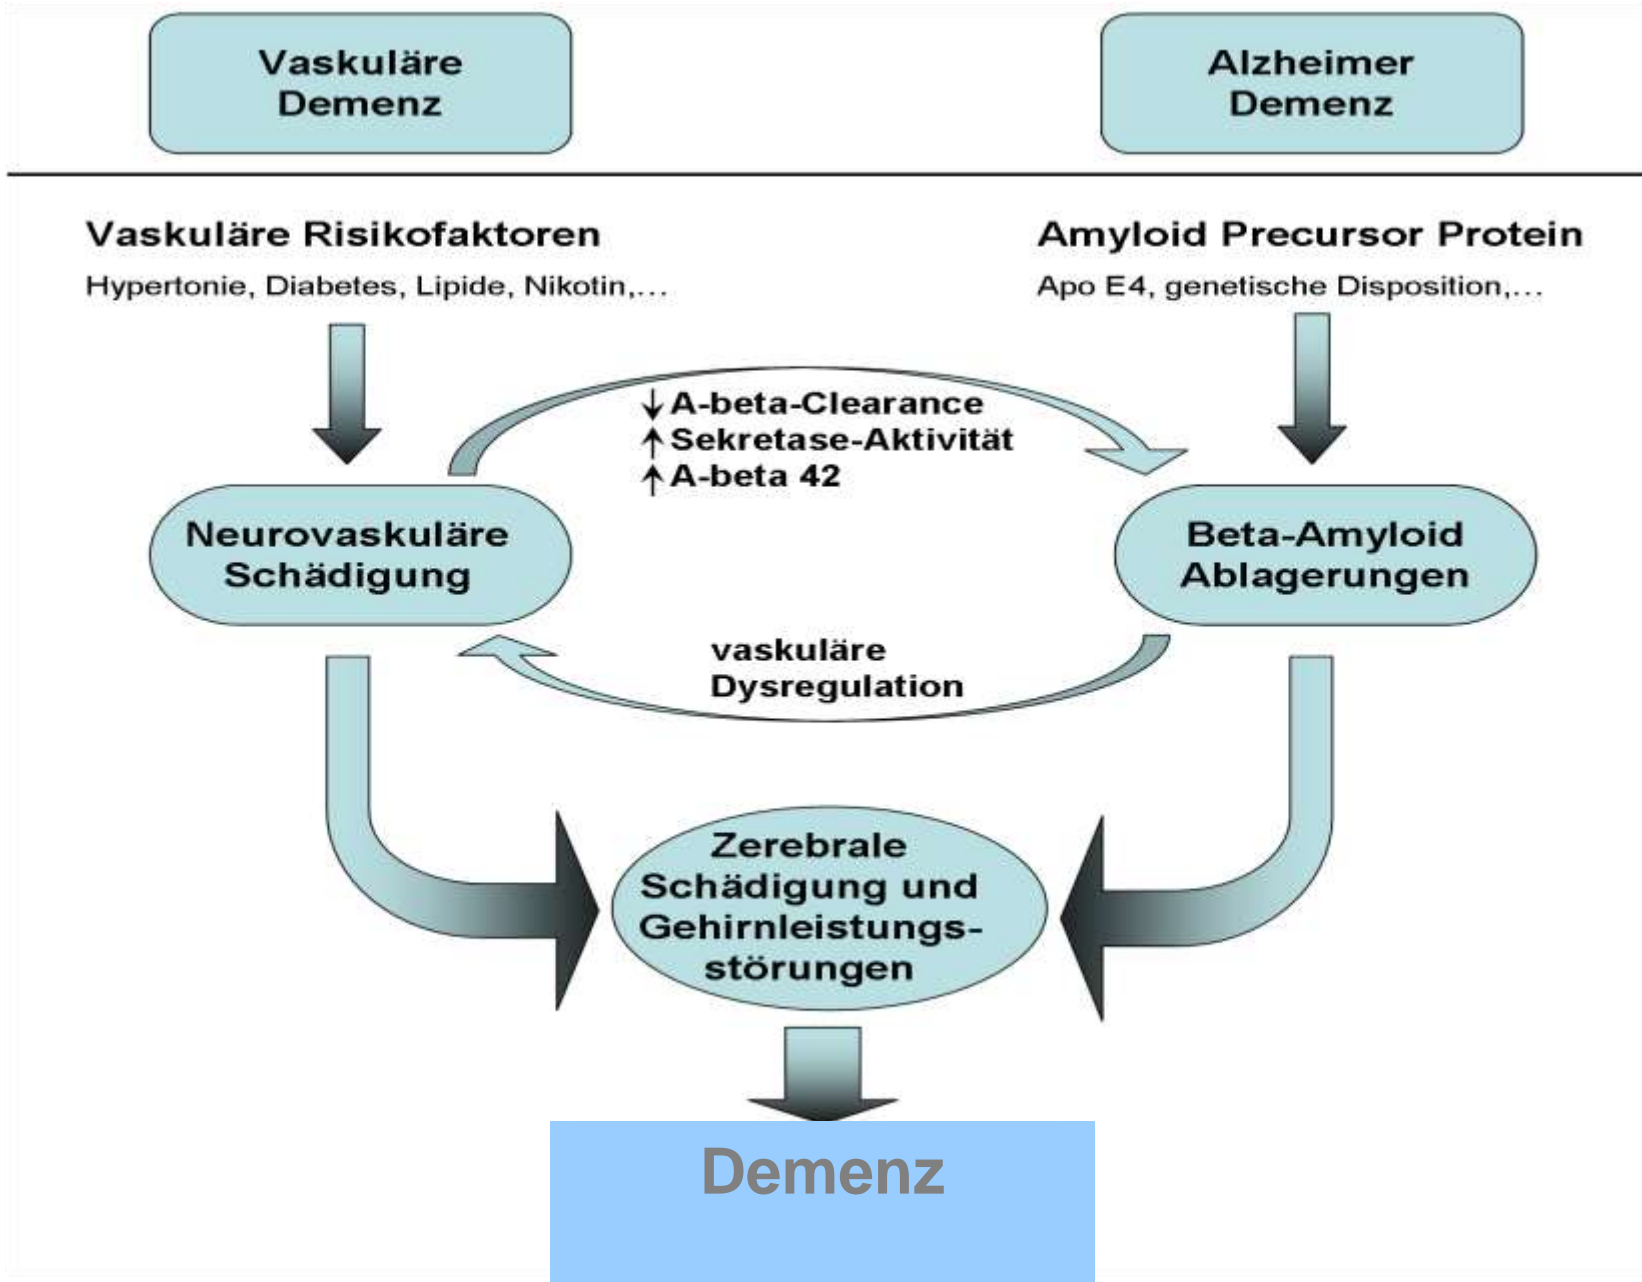 Vaskuläre
Demenz
Alzheimer
Demenz
Vaskuläre Risikofaktoren
Hypertonie, Diabetes, Lipide, Nikotin,…
Amyloid Precursor Protein
Apo E4, genetische Disposition,…
↓ A-beta-Clearance
↑ Sekretase-Aktivität
↑ A-beta 42
Neurovaskuläre
Schädigung
Beta-Amyloid
Ablagerungen
vaskuläre
Dysregulation
Zerebrale
Schädigung und
Gehirnleistungs-
störungen
Demenz